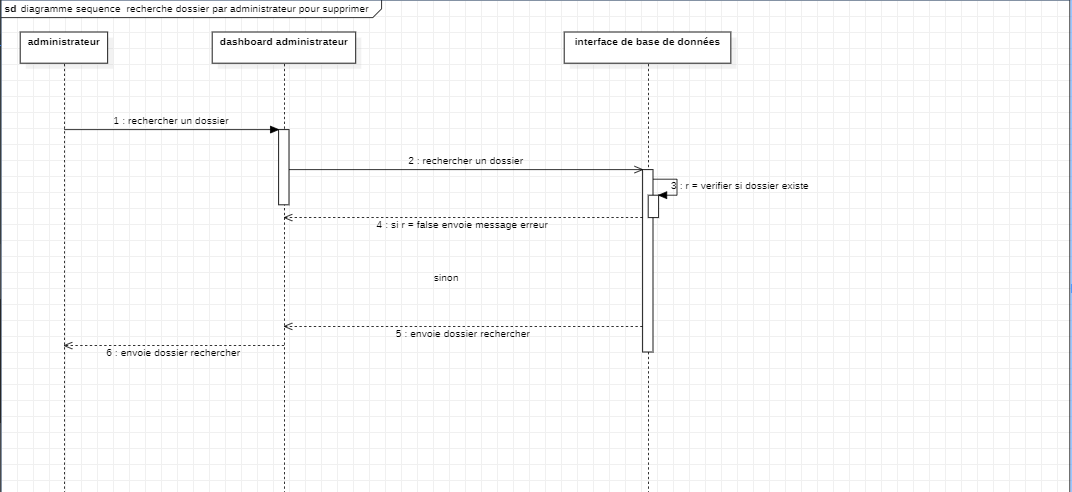 sd diagramme sequence recherche dossier par administrateur pour supprimer
administrateur
dashboard administrateur
interface de base de données
1 : rechercher un dossier
2 : rechercher un dossier
3 : r = verifier si dossier existe
4 : si r = false envoie message erreur
sinon
5 : envoie dossier rechercher
6 : envoie dossier rechercher